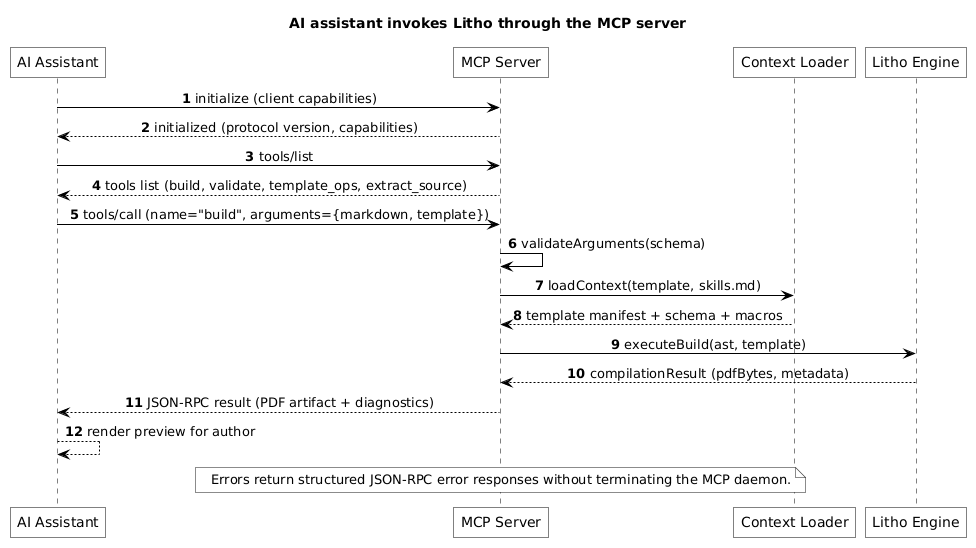 AI assistant invokes Litho through the MCP server
AI Assistant
MCP Server
Context Loader
Litho Engine
1 initialize (client capabilities)
2 initialized (protocol version, capabilities)
3 tools/list
4 tools list (build, validate, template_ops, extract_source)
5 tools/call (name="build", arguments={markdown, template})
6 validateArguments(schema)
7 loadContext(template, skills.md)
8 template manifest + schema + macros
9 executeBuild(ast, template)
10 compilationResult (pdfBytes, metadata)
11 JSON-RPC result (PDF artifact + diagnostics)
12 render preview for author
Errors return structured JSON-RPC error responses without terminating the MCP daemon.
AI Assistant
MCP Server
Context Loader
Litho Engine